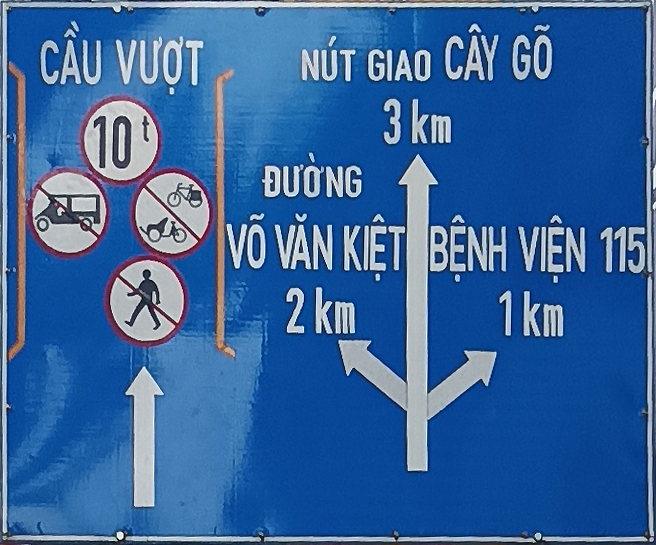 CẦU VƯỢT
10t
NÚT GIAO CÂY GÕ
3 km
ĐƯỜNG
VÕ VĂN KIỆT
2 km
BỆNH VIỆN 115
1 km